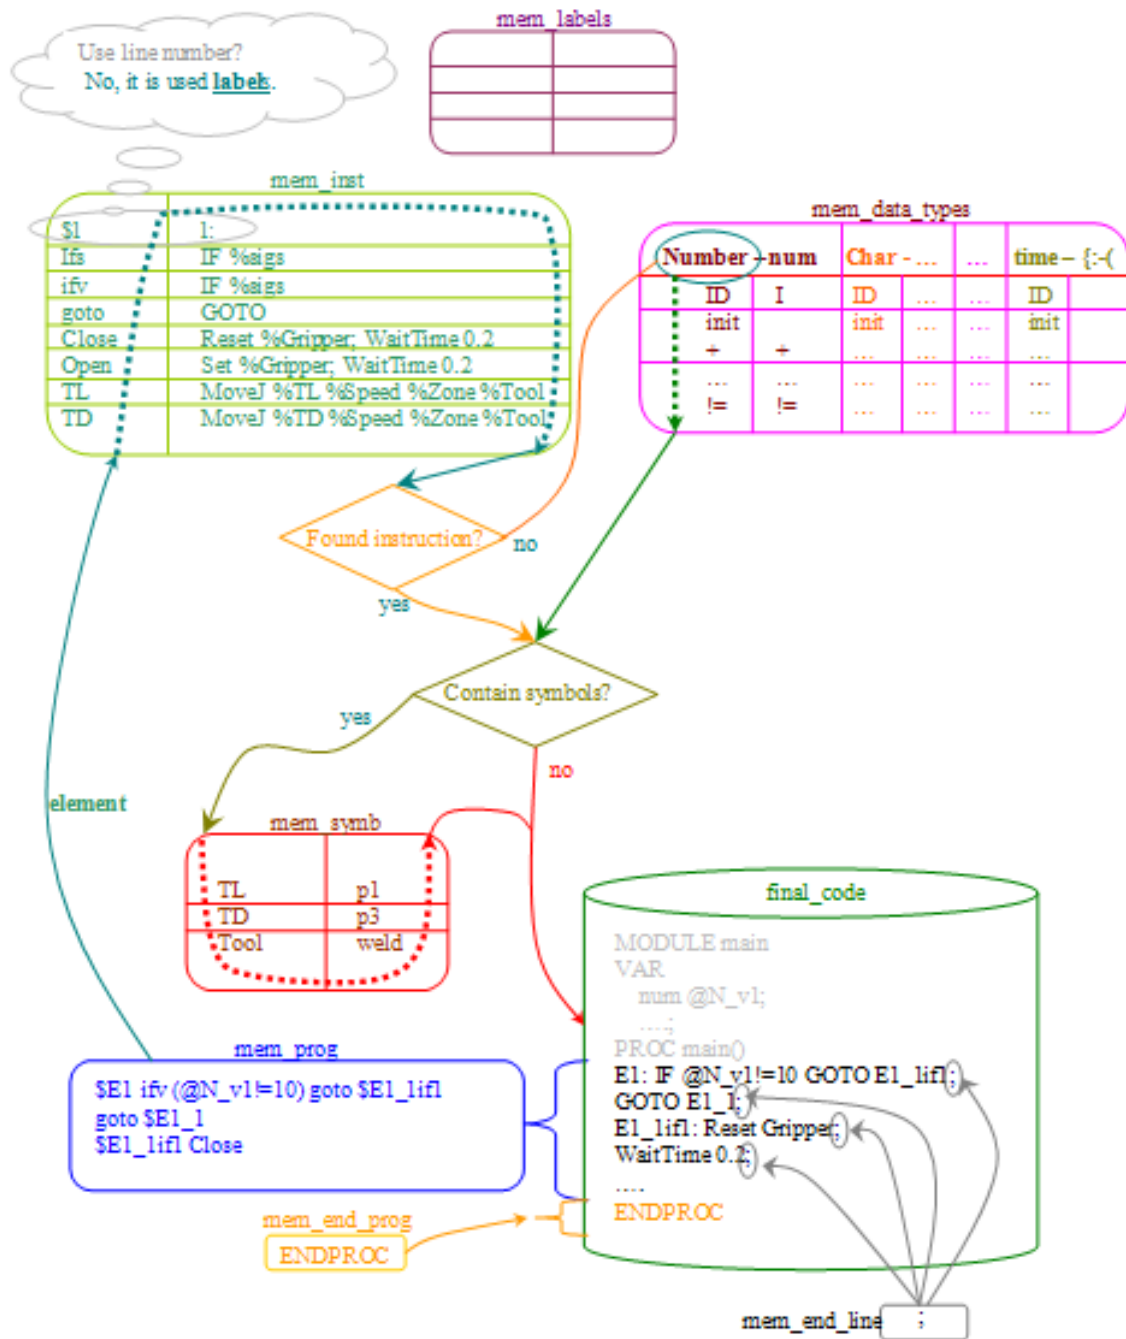 mem_labels
Use line number?
No, it is used labels.
mem_inst
$1 1:
Ifs IF %sigs
ifv IF %sigs
goto GOTO
Close Reset %Gripper; WaitTime 0.2
Open Set %Gripper; WaitTime 0.2
TL MoveJ %TL %Speed %Zone %Tool
TD MoveJ %TD %Speed %Zone %Tool
mem_data_types
Number – num Char - ... ... time – {:-(
ID I ID ... ... ID
init init ... ... init
+ + ... ... ... ...
... ... ... ... ... ...
!= != ... ... ... ...
Found instruction?
no
yes
Contain symbols?
yes
no
element
mem_symb
TL p1
TD p3
Tool weld
final_code
MODULE main
VAR
num @N_v1;
....;
PROC main()
E1: IF @N_v1!=10 GOTO E1_1if1;
GOTO E1_1;
E1_1if1: Reset Gripper;
WaitTime 0.2;
....
ENDPROC
mem_prog
$E1 ifv (@N_v1!=10) goto $E1_1if1
goto $E1_1
$E1_1if1 Close
mem_end_prog
ENDPROC
mem_end_line ;